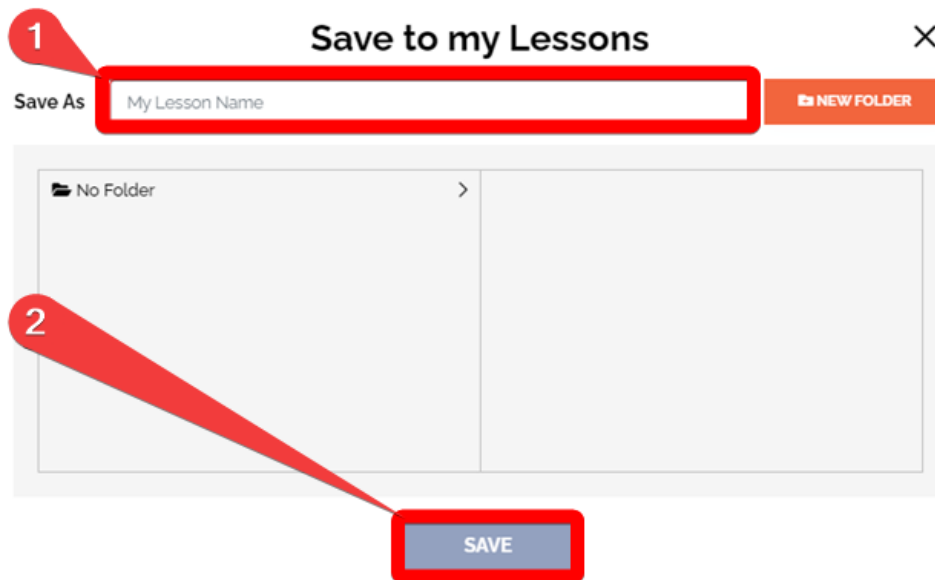 1
Save to my Lessons
Save As
My Lesson Name
NEW FOLDER
No Folder
2
SAVE